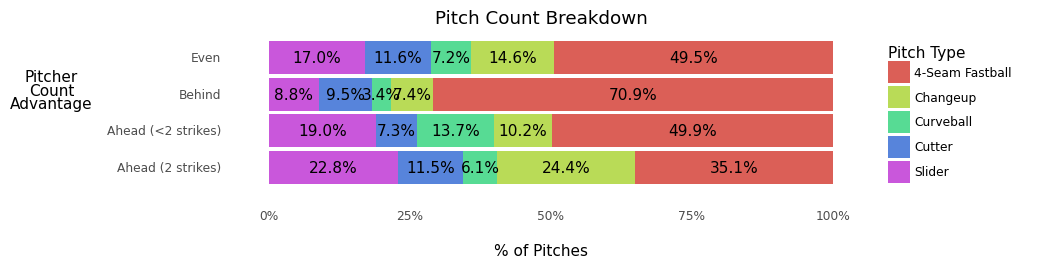 Pitch Count Breakdown
Pitcher
Count
Advantage
Even
17.0% 11.6% 7.2% 14.6% 49.5%
Behind
8.8% 9.5% 3.4% 7.4% 70.9%
Ahead (<2 strikes)
19.0% 7.3% 13.7% 10.2% 49.9%
Ahead (2 strikes)
22.8% 11.5% 6.1% 24.4% 35.1%
0% 25% 50% 75% 100%
% of Pitches
Pitch Type
4-Seam Fastball
Changeup
Curveball
Cutter
Slider